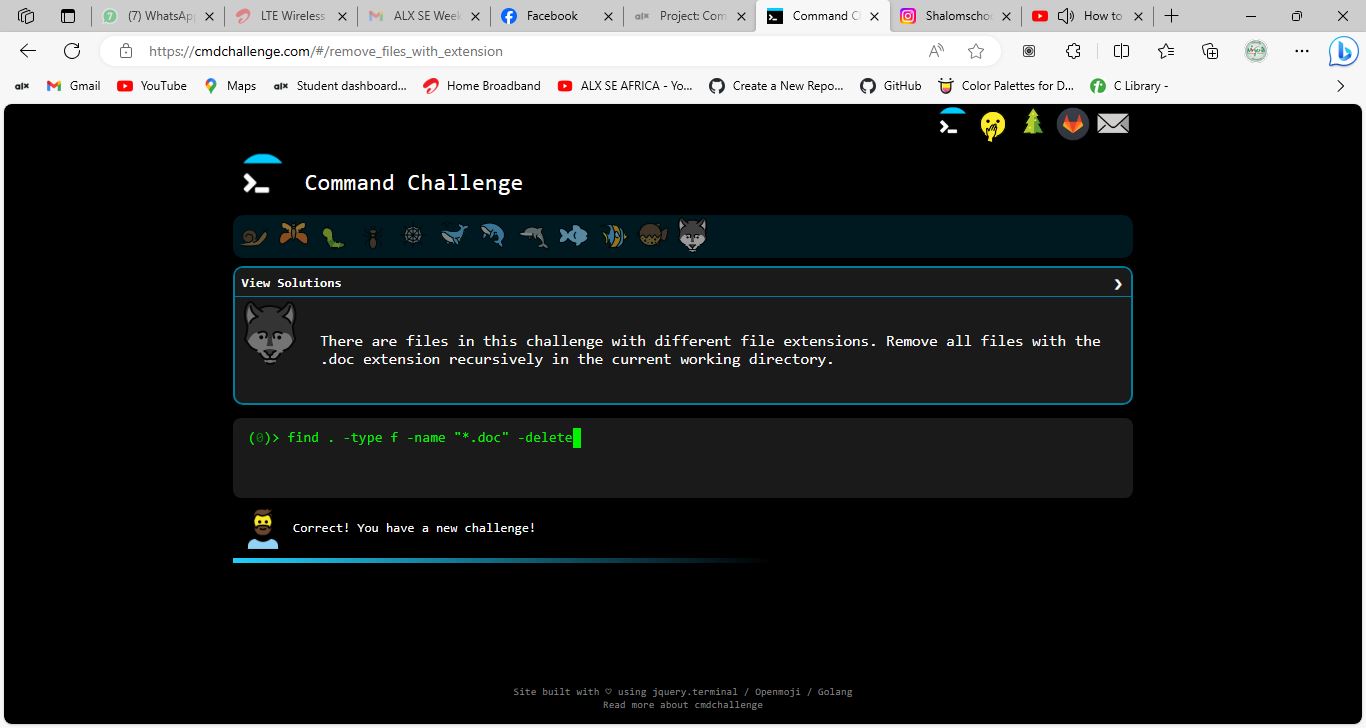 (7) WhatsApp
LTE Wireless
ALX SE Week
Facebook
alx Project: Com
Command C
Shalomscho
How to
https://cmdchallenge.com/#/remove_files_with_extension
alx Gmail YouTube Maps alx Student dashboard... Home Broadband ALX SE AFRICA - Yo... Create a New Repo... GitHub Color Palettes for D... C Library -
Command Challenge
View Solutions
There are files in this challenge with different file extensions. Remove all files with the
.doc extension recursively in the current working directory.
(0)> find . -type f -name "*.doc" -delete
Correct! You have a new challenge!
Site built with ♡ using jquery.terminal / Openmoji / Golang
Read more about cmdchallenge